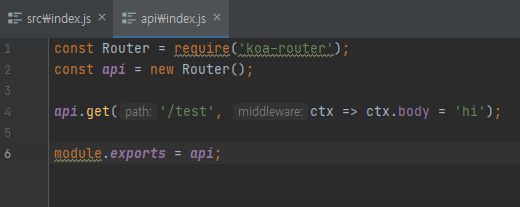 src₩index.js × api₩index.js ×
1 const Router = require('koa-router');
2 const api = new Router();
3
4 api.get( path: '/test', middleware: ctx => ctx.body = 'hi');
5
6 module.exports = api;